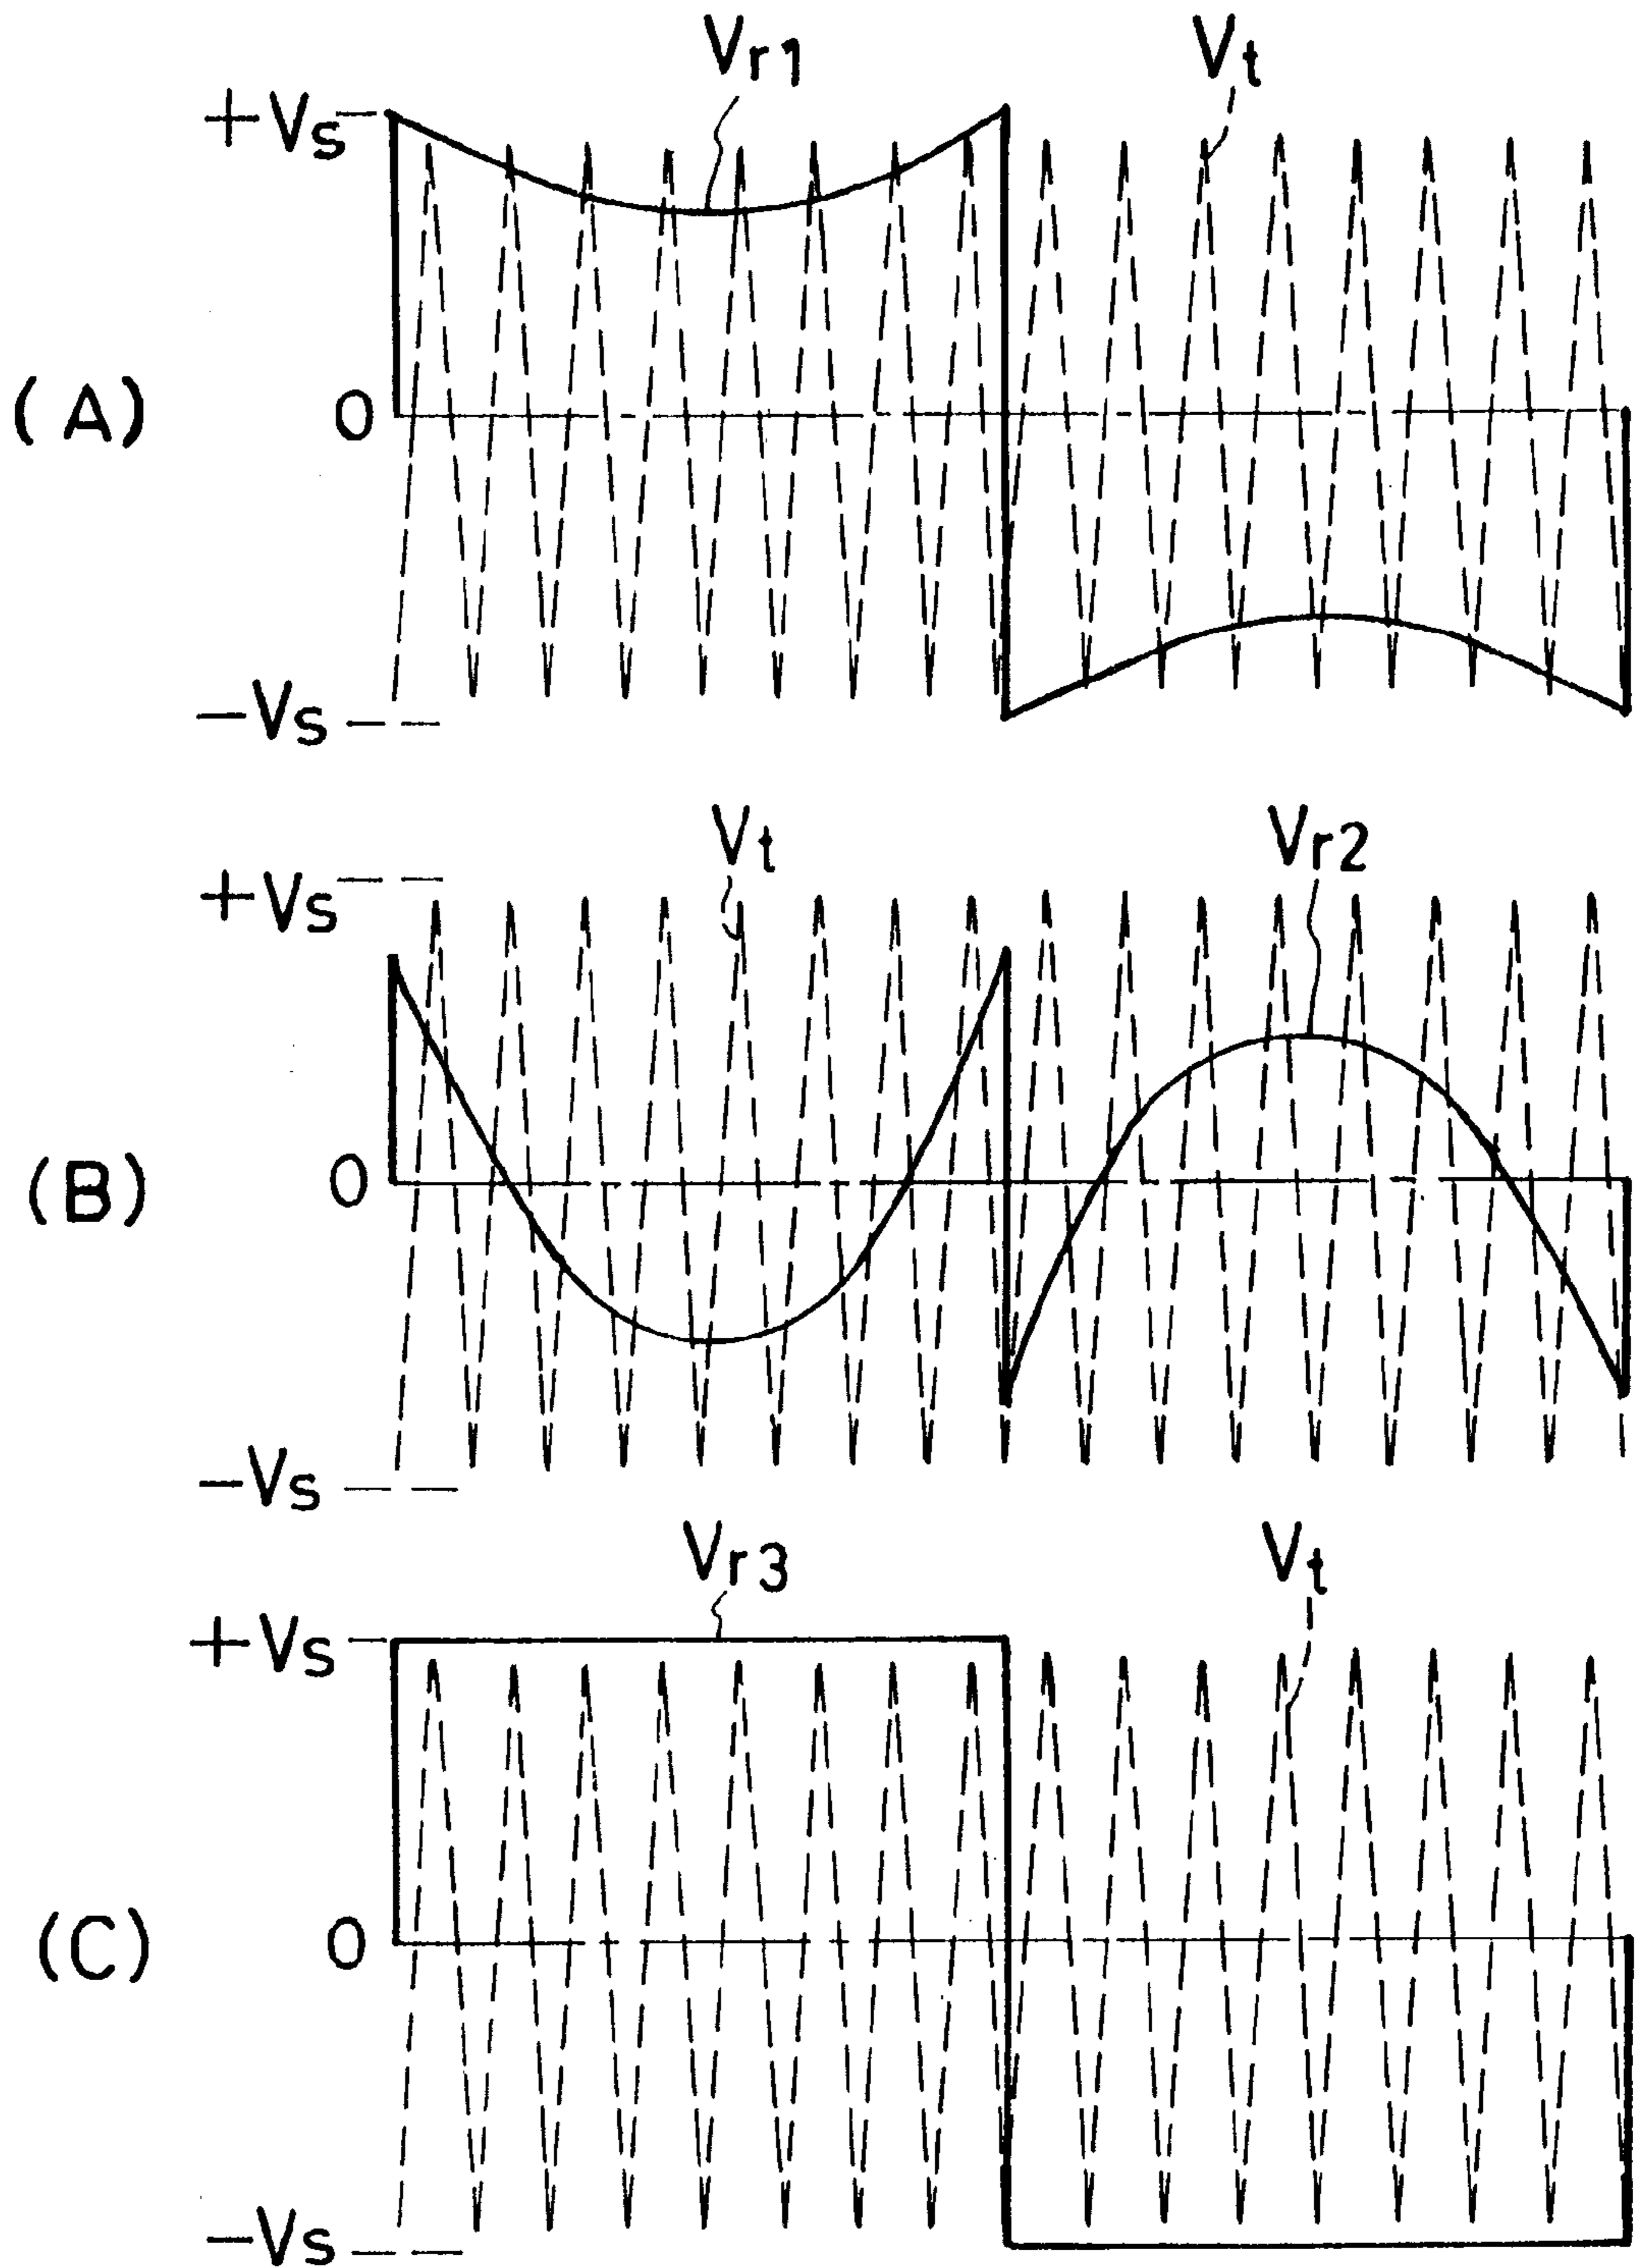 Vr1 Vt
+Vs
(A) 0
-Vs
Vt Vr2
+Vs
(B) 0
-Vs
Vr3 Vt
+Vs
(C) 0
-Vs